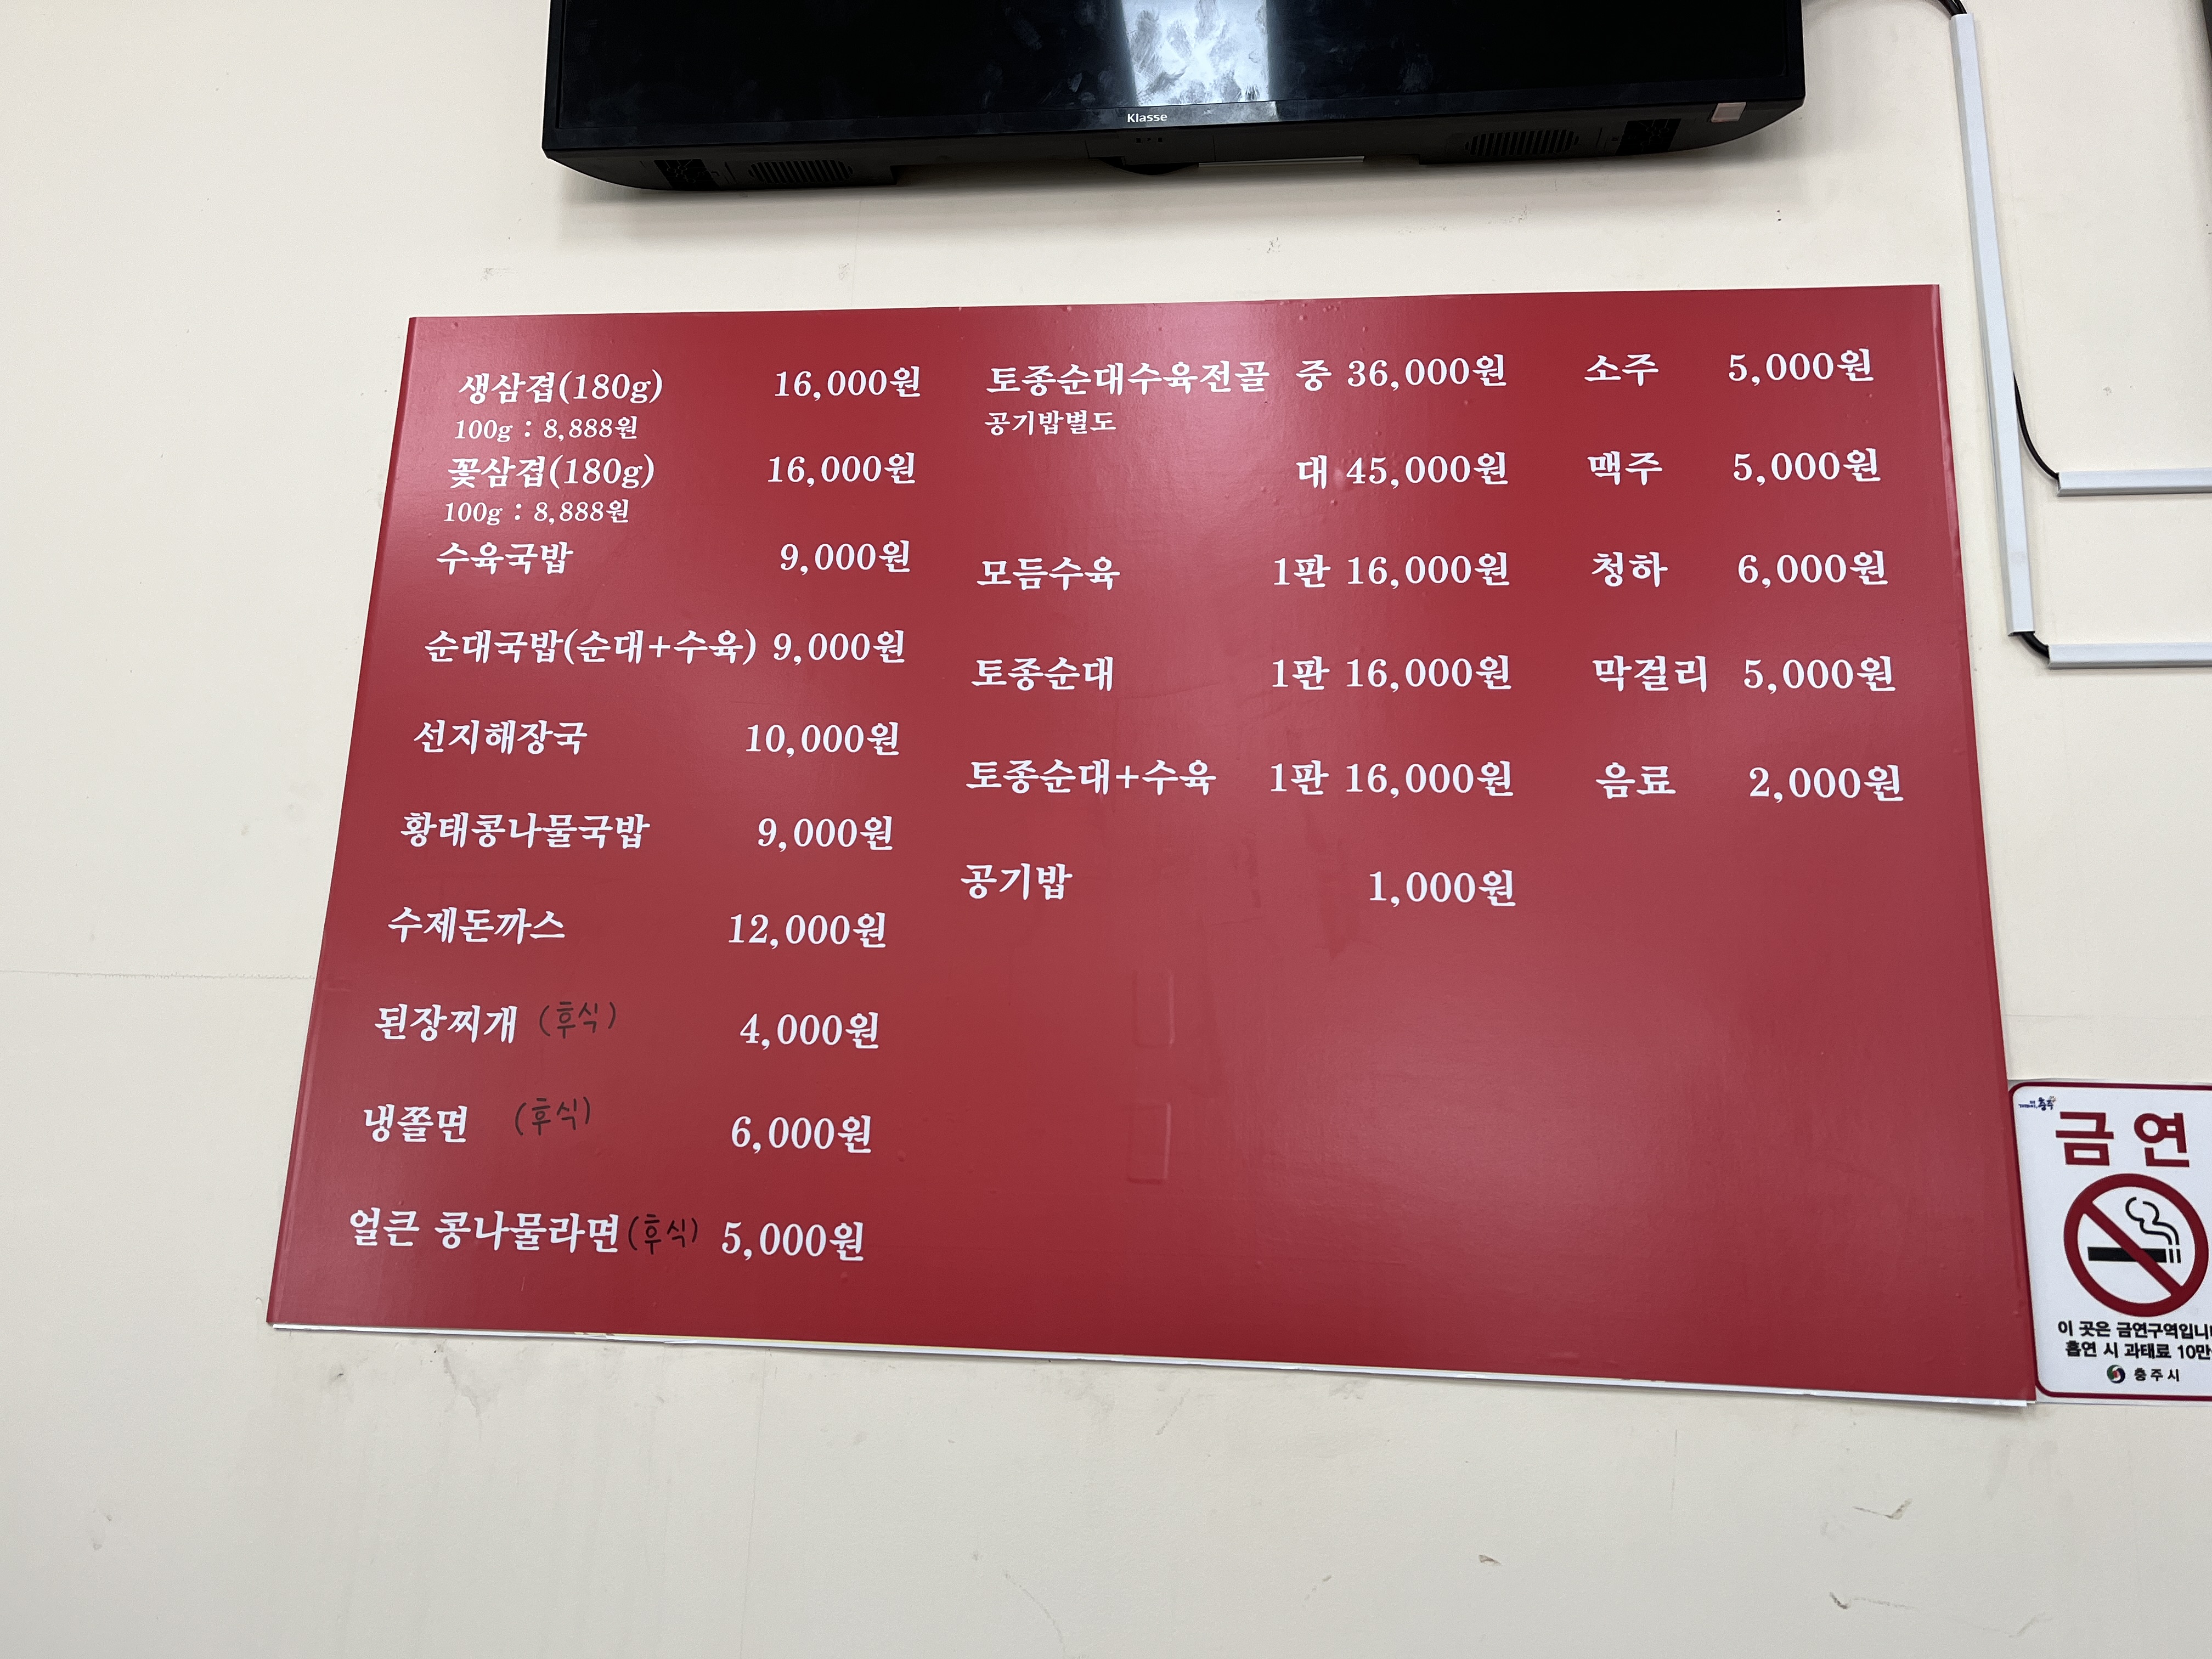 Klasse
생삼겹(180g) 16,000원
100g : 8,888원
꽃삼겹(180g) 16,000원
100g : 8,888원
수육국밥 9,000원
순대국밥(순대+수육) 9,000원
선지해장국 10,000원
황태콩나물국밥 9,000원
수제돈까스 12,000원
된장찌개 (후식) 4,000원
냉쫄면 (후식) 6,000원
얼큰 콩나물라면(후식) 5,000원
토종순대수육전골 중 36,000원
공기밥별도
대 45,000원
모듬수육 1판 16,000원
토종순대 1판 16,000원
토종순대+수육 1판 16,000원
공기밥 1,000원
소주 5,000원
맥주 5,000원
청하 6,000원
막걸리 5,000원
음료 2,000원
충주
금연
이 곳은 금연구역입니
흡연 시 과태료 10만
충주시